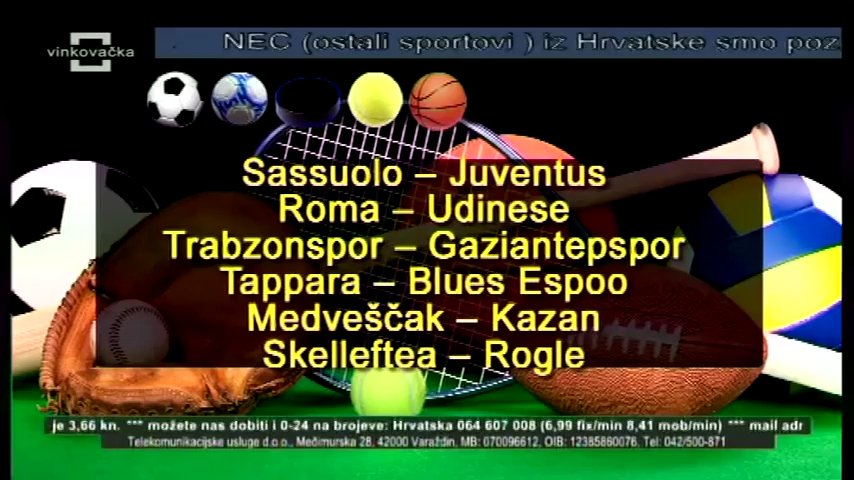 vinkovačka
NEC (ostali sportovi ) iz Hrvatske smo poz
Sassuolo – Juventus
Roma – Udinese
Trabzonspor – Gaziantepspor
Tappara – Blues Espoo
Medveščak – Kazan
Skelleftea – Rogle
je 3,66 kn. *** možete nas dobiti i 0-24 na brojeve: Hrvatska 064 607 008 (6,99 fix/min 8,41 mob/min) *** mail adr
Telekomunikacijske usluge d.o.o., Međimurska 28, 42000 Varaždin, MB: 070096612, OIB: 12385860076. Tel: 042/500-871